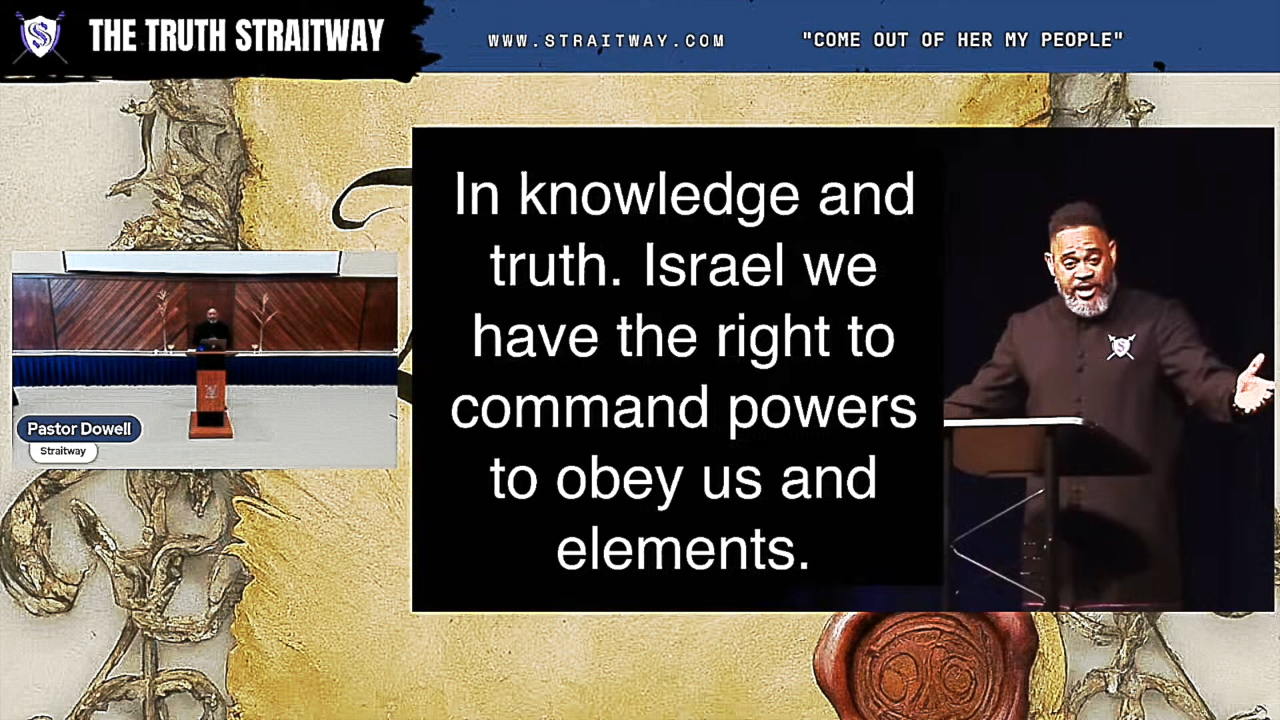 THE TRUTH STRAITWAY
WWW.STRAITWAY.COM
"COME OUT OF HER MY PEOPLE"
In knowledge and
truth. Israel we
have the right to
command powers
to obey us and
elements.
Pastor Dowell
Straitway